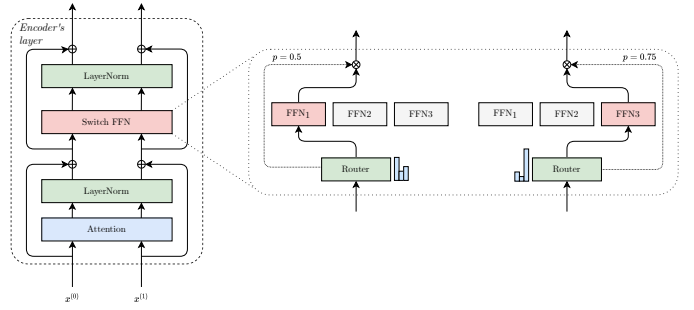 Encoder's
layer
LayerNorm
Switch FFN
LayerNorm
Attention
x(0)
x(1)
p = 0.5
FFN1
FFN2
FFN3
Router
p = 0.75
FFN1
FFN2
FFN3
Router